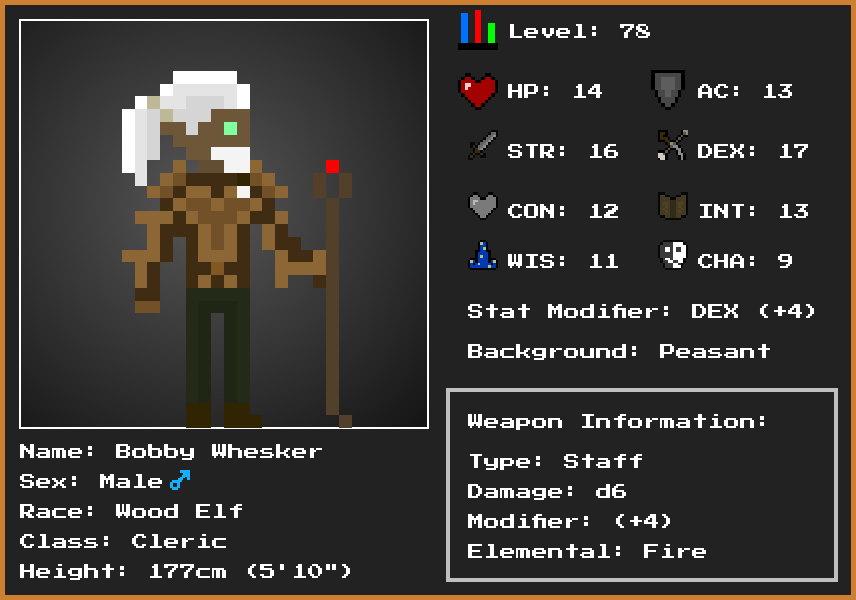 Level: 78
HP: 14 AC: 13
STR: 16 DEX: 17
CON: 12 INT: 13
WIS: 11 CHA: 9
Stat Modifier: DEX (+4)
Background: Peasant
Weapon Information:
Type: Staff
Damage: d6
Modifier: (+4)
Elemental: Fire
Name: Bobby Whesker
Sex: Male ♂
Race: Wood Elf
Class: Cleric
Height: 177cm (5'10")